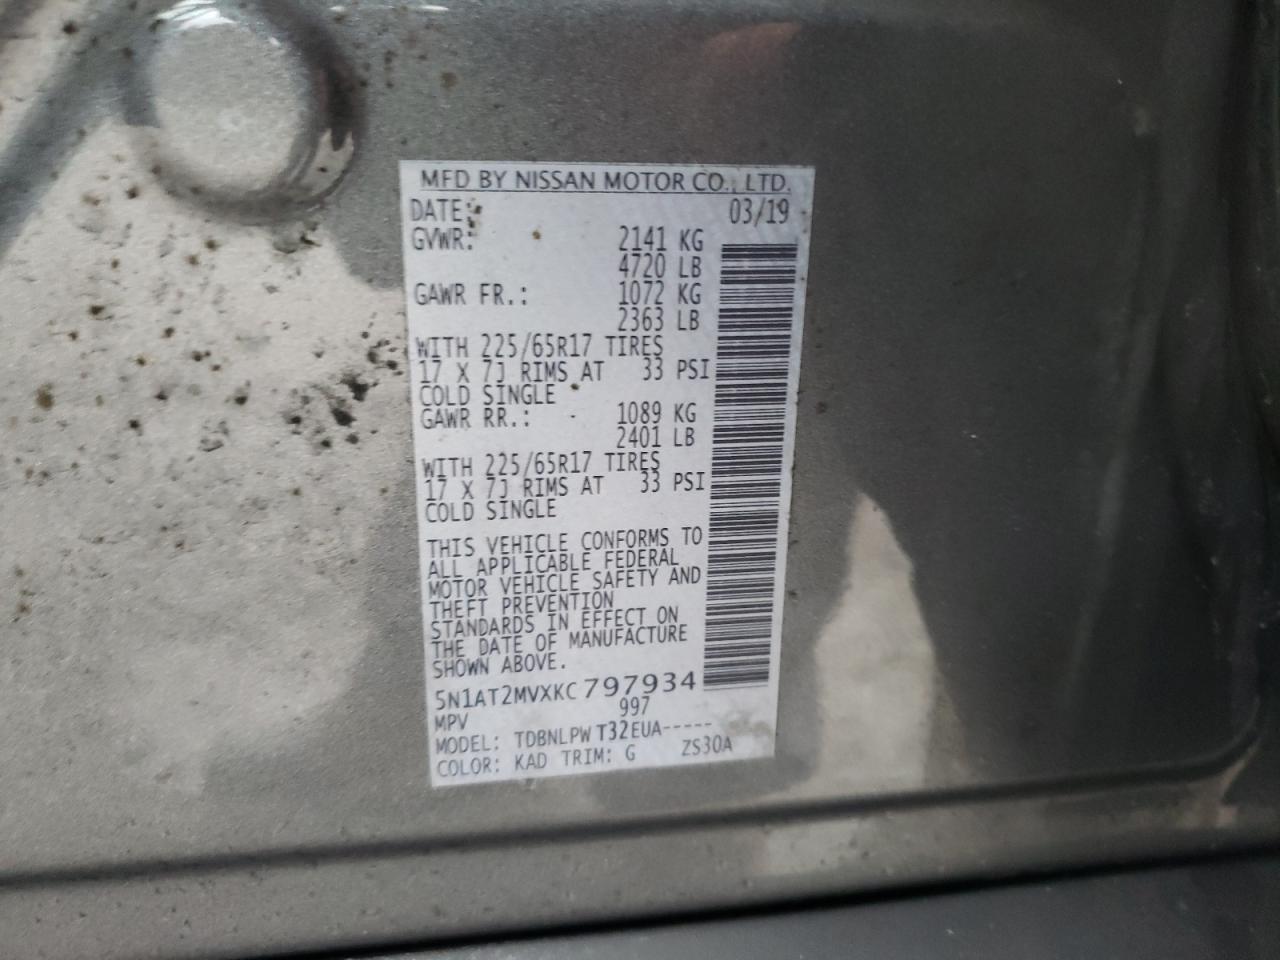 MFD BY NISSAN MOTOR CO., LTD.
DATE: 03/19
GVWR: 2141 KG
4720 LB
GAWR FR.: 1072 KG
2363 LB
WITH 225/65R17 TIRES
17 X 7J RIMS AT 33 PSI
COLD SINGLE
GAWR RR.: 1089 KG
2401 LB
WITH 225/65R17 TIRES
17 X 7J RIMS AT 33 PSI
COLD SINGLE
THIS VEHICLE CONFORMS TO
ALL APPLICABLE FEDERAL
MOTOR VEHICLE SAFETY AND
THEFT PREVENTION
STANDARDS IN EFFECT ON
THE DATE OF MANUFACTURE
SHOWN ABOVE.
5N1AT2MVXKC797934
MPV 997
MODEL: TDBNLPW T32EUA-----
COLOR: KAD TRIM: G ZS30A